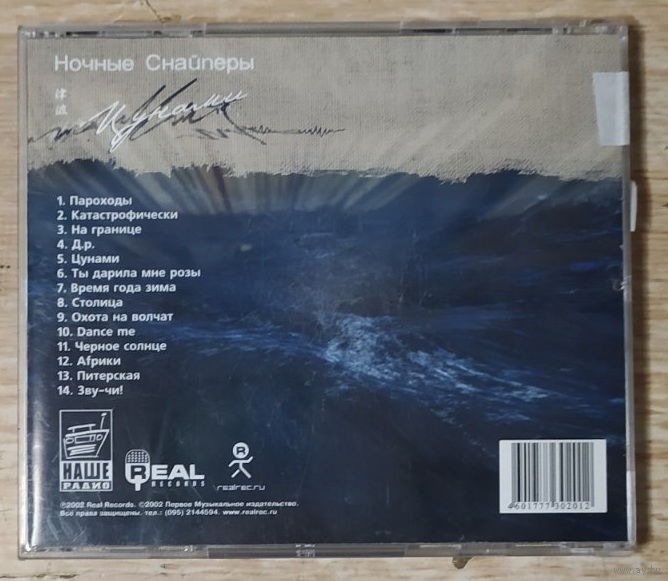 Ночные Снайперы
津波
Цунами
1. Пароходы
2. Катастрофически
3. На границе
4. Д.р.
5. Цунами
6. Ты дарила мне розы
7. Время года зима
8. Столица
9. Охота на волчат
10. Dance me
11. Черное солнце
12. Африки
13. Питерская
14. Зву-чи!
НАШЕ
РАДИО
REAL
RECORDS
R
realrec.ru
4601777302012
℗2002 Real Records. ©2002 Первое Музыкальное издательство.
Все права защищены. тел.: (095) 2144594. www.realrec.ru